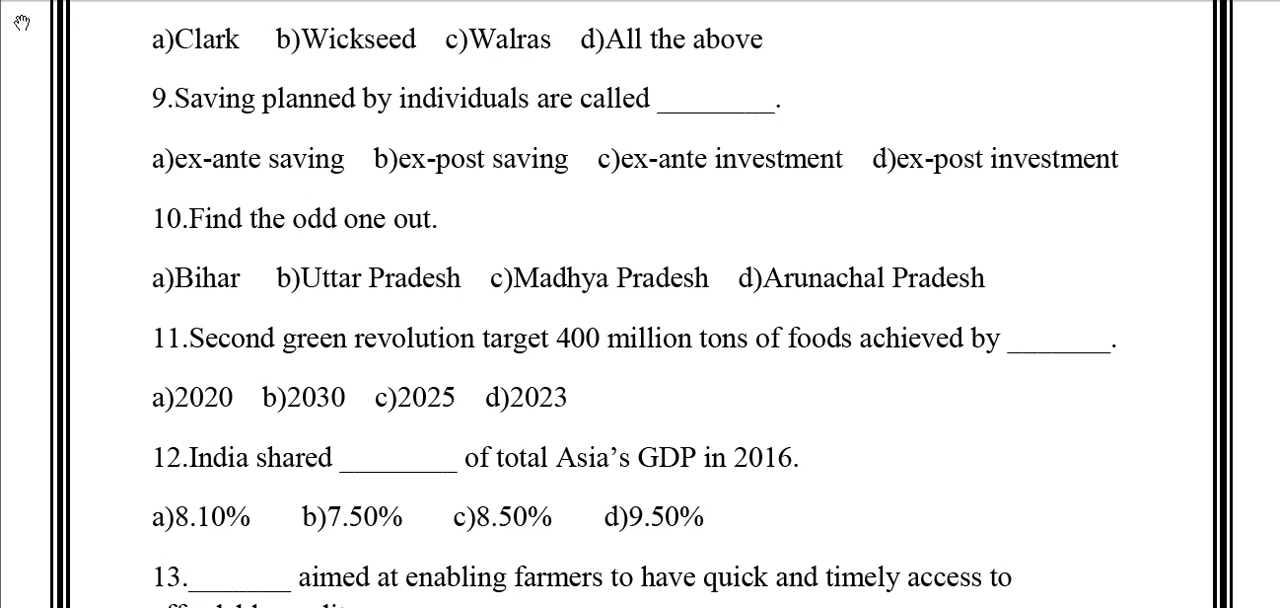 a)Clark b)Wickseed c)Walras d)All the above
9.Saving planned by individuals are called ________.
a)ex-ante saving b)ex-post saving c)ex-ante investment d)ex-post investment
10.Find the odd one out.
a)Bihar b)Uttar Pradesh c)Madhya Pradesh d)Arunachal Pradesh
11.Second green revolution target 400 million tons of foods achieved by _______.
a)2020 b)2030 c)2025 d)2023
12.India shared ________ of total Asia’s GDP in 2016.
a)8.10% b)7.50% c)8.50% d)9.50%
13._______ aimed at enabling farmers to have quick and timely access to